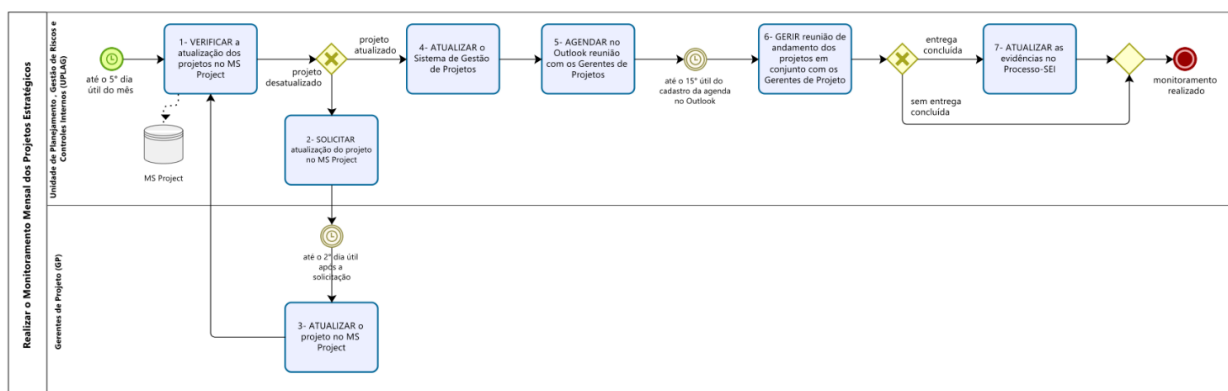 Realizar o Monitoramento Mensal dos Projetos Estratégicos
Unidade de Planejamento , Gestão de Riscos e
Controles Internos (UPLAG)
até o 5° dia
útil do mês
1- VERIFICAR a
atualização dos
projetos no MS
Project
MS Project
projeto
atualizado
projeto
desatualizado
2- SOLICITAR
atualização do projeto
no MS Project
4- ATUALIZAR o
Sistema de Gestão
de Projetos
5- AGENDAR no
Outlook reunião
com os Gerentes de
Projetos
até o 15° útil do
cadastro da agenda
no Outlook
6- GERIR reunião de
andamento dos
projetos em
conjunto com os
Gerentes de Projeto
entrega
concluída
sem entrega
concluída
7- ATUALIZAR as
evidências no
Processo-SEI
monitoramento
realizado
Gerentes de Projeto (GP)
até o 2° dia útil
após a
solicitação
3- ATUALIZAR o
projeto no MS
Project